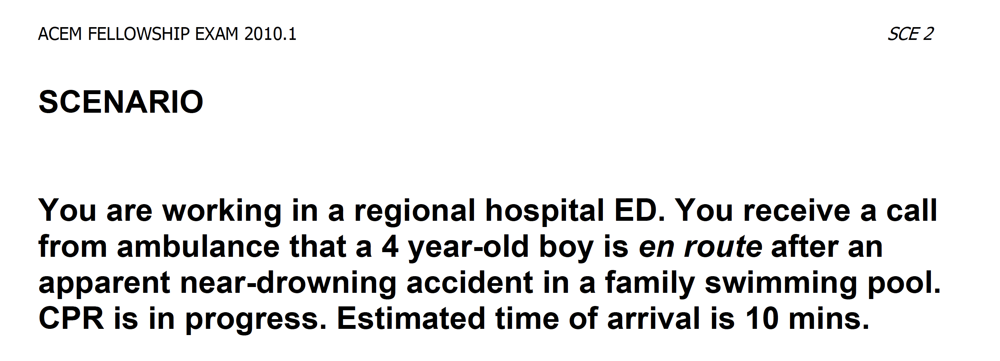 ACEM FELLOWSHIP EXAM 2010.1 SCE 2
SCENARIO
You are working in a regional hospital ED. You receive a call
from ambulance that a 4 year-old boy is en route after an
apparent near-drowning accident in a family swimming pool.
CPR is in progress. Estimated time of arrival is 10 mins.